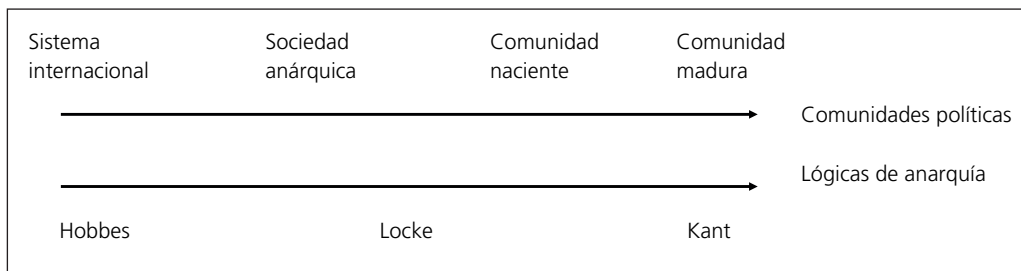 Sistema
internacional
Sociedad
anárquica
Comunidad
naciente
Comunidad
madura
Comunidades políticas
Lógicas de anarquía
Hobbes
Locke
Kant